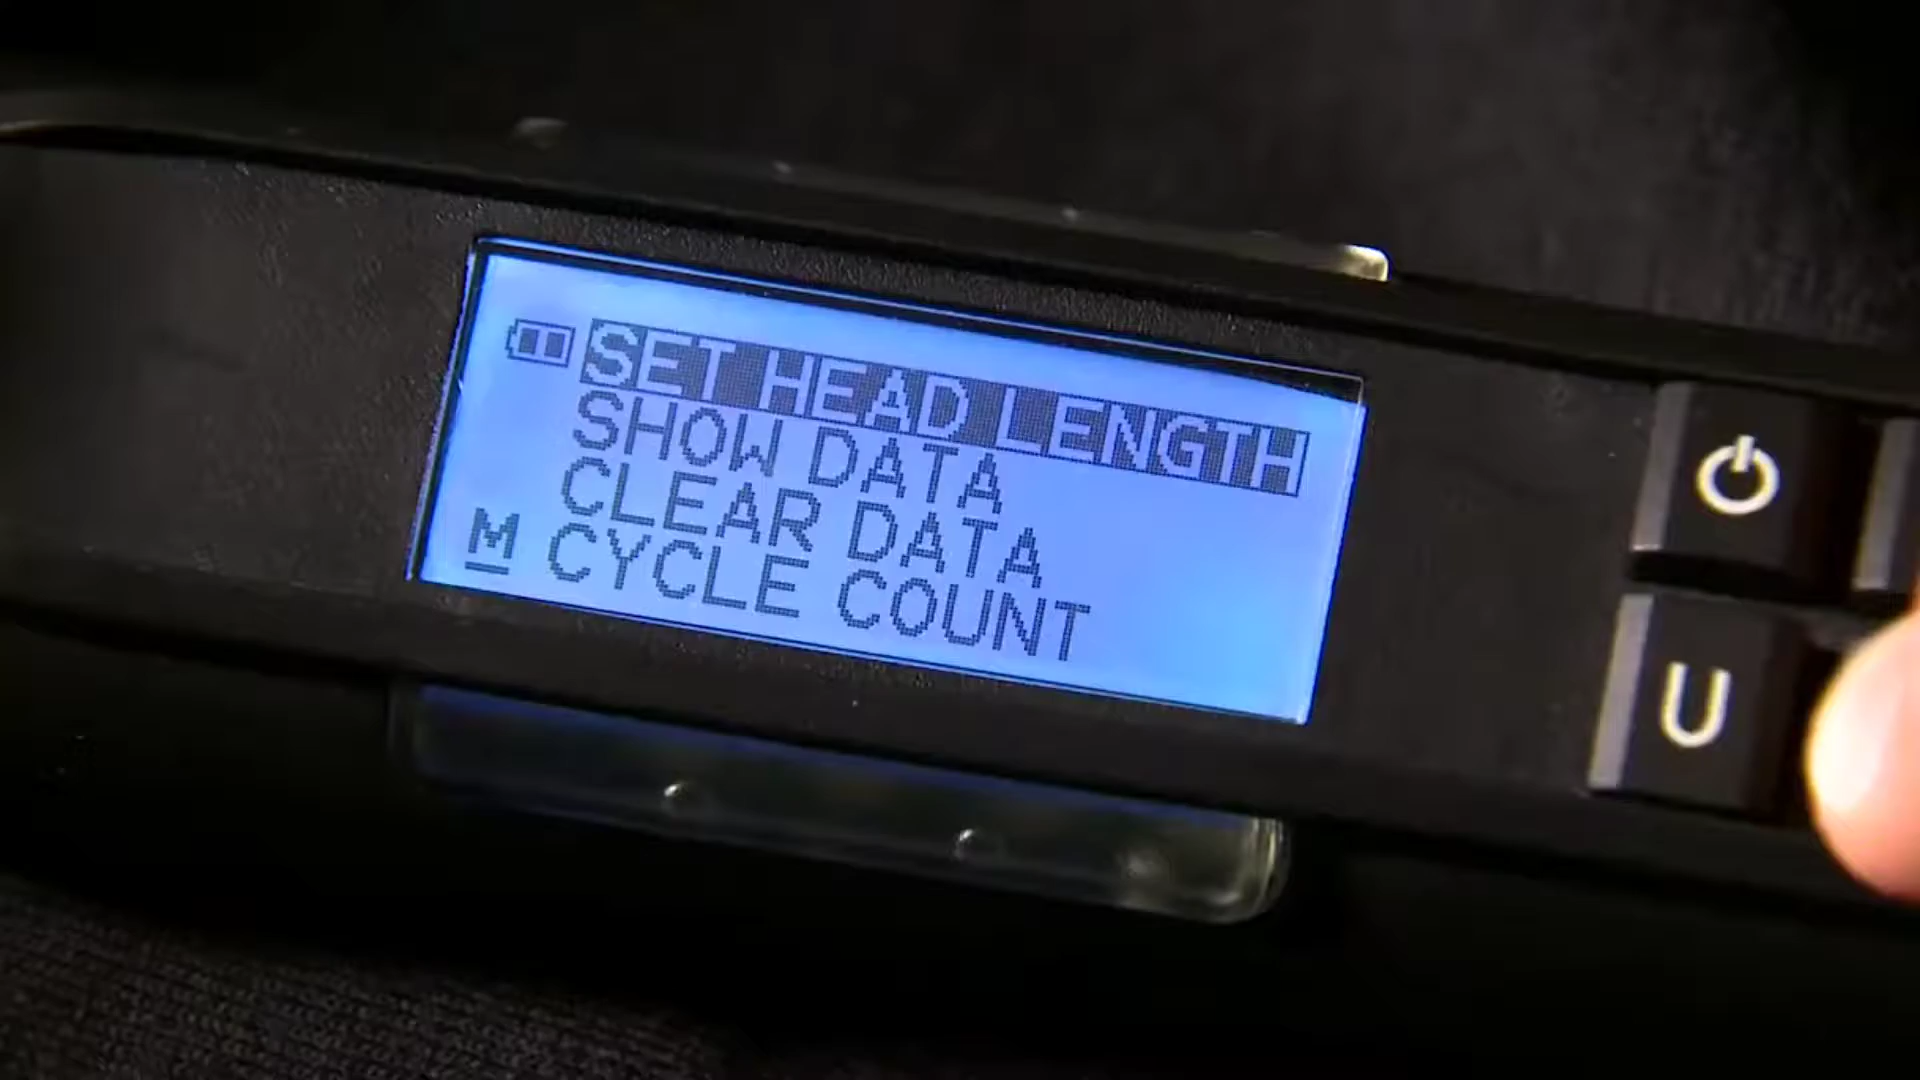 SET HEAD LENGTH
SHOW DATA
CLEAR DATA
M CYCLE COUNT
U